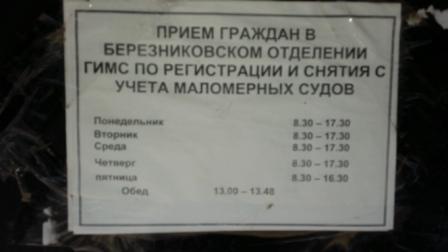 ПРИЕМ ГРАЖДАН В
БЕРЕЗНИКОВСКОМ ОТДЕЛЕНИИ
ГИМС ПО РЕГИСТРАЦИИ И СНЯТИЯ С
УЧЕТА МАЛОМЕРНЫХ СУДОВ
Понедельник 8.30 – 17.30
Вторник 8.30 – 17.30
Среда 8.30 – 17.30
Четверг 8.30 – 17.30
пятница 8.30 – 16.30
Обед 13.00 – 13.48